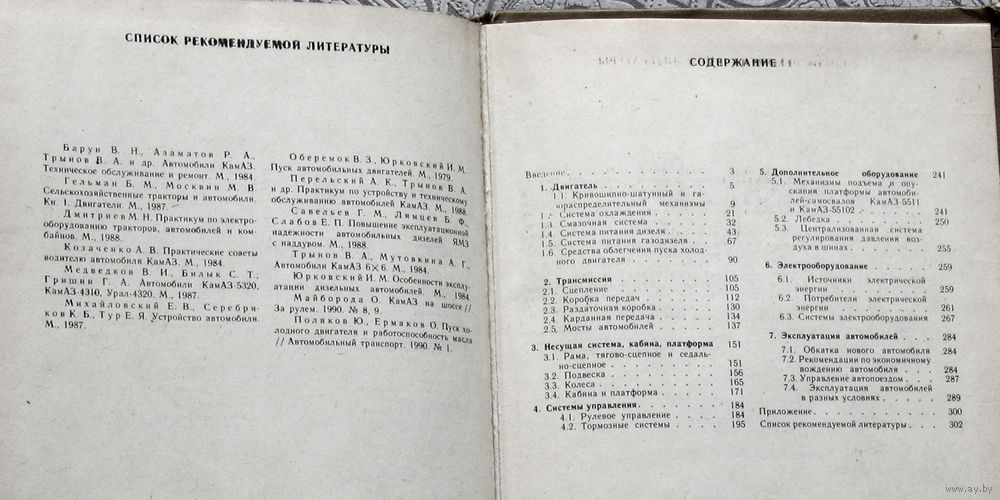 СПИСОК РЕКОМЕНДУЕМОЙ ЛИТЕРАТУРЫ
Барун В. Н., Азаматов Р. А.,
Трынов В. А. и др. Автомобили КамАЗ.
Техническое обслуживание и ремонт. М., 1984.
Гельман Б. М., Москвин М. В.
Сельскохозяйственные тракторы и автомобили.
Кн. I. Двигатели. М., 1987.
Дмитриев М. Н. Практикум по электро-
оборудованию тракторов, автомобилей и ком-
байнов. М., 1988.
Козаченко А. В. Практические советы
водителю автомобиля КамАЗ. М., 1984.
Медведков В. И., Билык С. Т.,
Гришин Г. А. Автомобили КамАЗ-5320,
КамАЗ-4310, Урал-4320. М., 1987.
Михайловский Е. В., Серебря-
ков К. Б., Тур Е. Я. Устройство автомобиля.
М., 1987.
Оберемок В. З., Юрковский И. М.
Пуск автомобильных двигателей. М., 1979.
Перельский А. К., Трынов В. А.
и др. Практикум по устройству и техническому
обслуживанию автомобилей КамАЗ. М., 1988.
Савельев Г. М., Лямцев Б. Ф.,
Слабов Е. П. Повышение эксплуатационной
надежности автомобильных дизелей ЯМЗ
с наддувом. М., 1988.
Трынов В. А., Мутовкина А. Г.,
Автомобили КамАЗ 6×6. М., 1984.
Юрковский И. М. Особенности эксплу-
атации дизельных автомобилей. М., 1984.
Майборода О. КамАЗ на шоссе //
За рулем. 1990. № 8, 9.
Поляков Ю., Ермаков О. Пуск хо-
лодного двигателя и работоспособность масла
// Автомобильный транспорт. 1990. № 1.
СОДЕРЖАНИЕ
Введение 3
1. Двигатель 5
1.1. Кривошипно-шатунный и га-
зораспределительный механизмы 9
1.2. Система охлаждения 21
1.3. Смазочная система 32
1.4. Система питания дизеля 43
1.5. Система питания газодизеля 67
1.6. Средства облегчения пуска холод-
ного двигателя 90
2. Трансмиссия 105
2.1. Сцепление 105
2.2. Коробка передач 112
2.3. Раздаточная коробка 130
2.4. Карданная передача 134
2.5. Мосты автомобилей 137
3. Несущая система, кабина, платформа 151
3.1. Рама, тягово-сцепное и седель-
но-сцепное 151
3.2. Подвеска 156
3.3. Колеса 165
3.4. Кабина и платформа 171
4. Системы управления 184
4.1. Рулевое управление 184
4.2. Тормозные системы 195
5. Дополнительное оборудование 241
5.1. Механизмы подъема и опу-
скания платформы автомоби-
лей-самосвалов КамАЗ-5511
и КамАЗ-55102 241
5.2. Лебедка 250
5.3. Централизованная система
регулирования давления воз-
духа в шинах 255
6. Электрооборудование 259
6.1. Источники электрической
энергии 259
6.2. Потребители электрической
энергии 261
6.3. Системы электрооборудования 267
7. Эксплуатация автомобилей 284
7.1. Обкатка нового автомобиля 284
7.2. Рекомендации по экономичному
вождению автомобиля 284
7.3. Управление автопоездом 287
7.4. Эксплуатация автомобилей
в разных условиях 289
Приложение 300
Список рекомендуемой литературы 302
www.ay.by